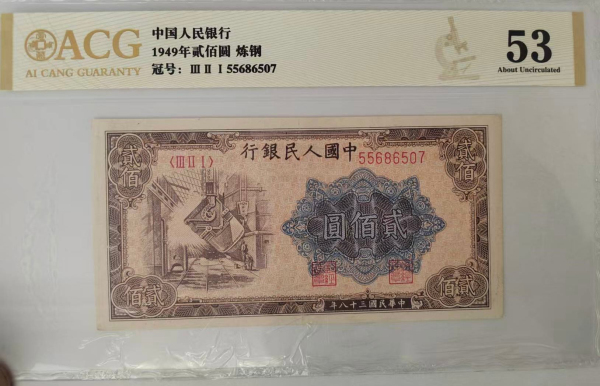 ACG
AI CANG GUARANTY
中国人民银行
1949年贰佰圆 炼钢
冠号：Ⅲ Ⅱ Ⅰ 55686507
53
About Uncirculated
行銀民人國中
〈Ⅲ Ⅱ Ⅰ〉
55686507
貳佰
貳佰
圓佰貳
佰貳
貳佰
年八十三國民華中